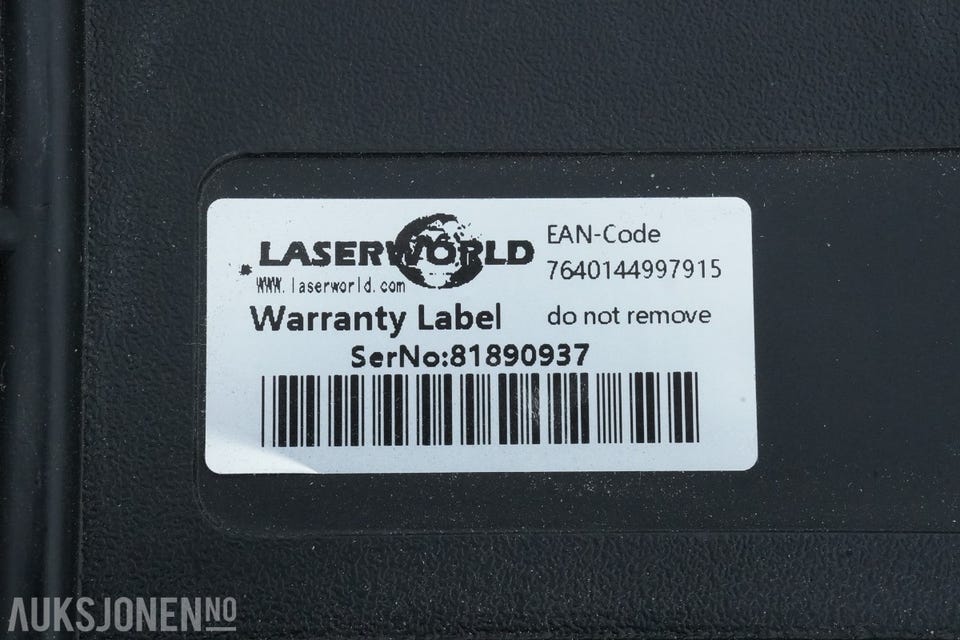 LASERWORLD
www.laserworld.com
EAN-Code
7640144997915
Warranty Label
do not remove
SerNo:81890937
AUKSJONEN NO